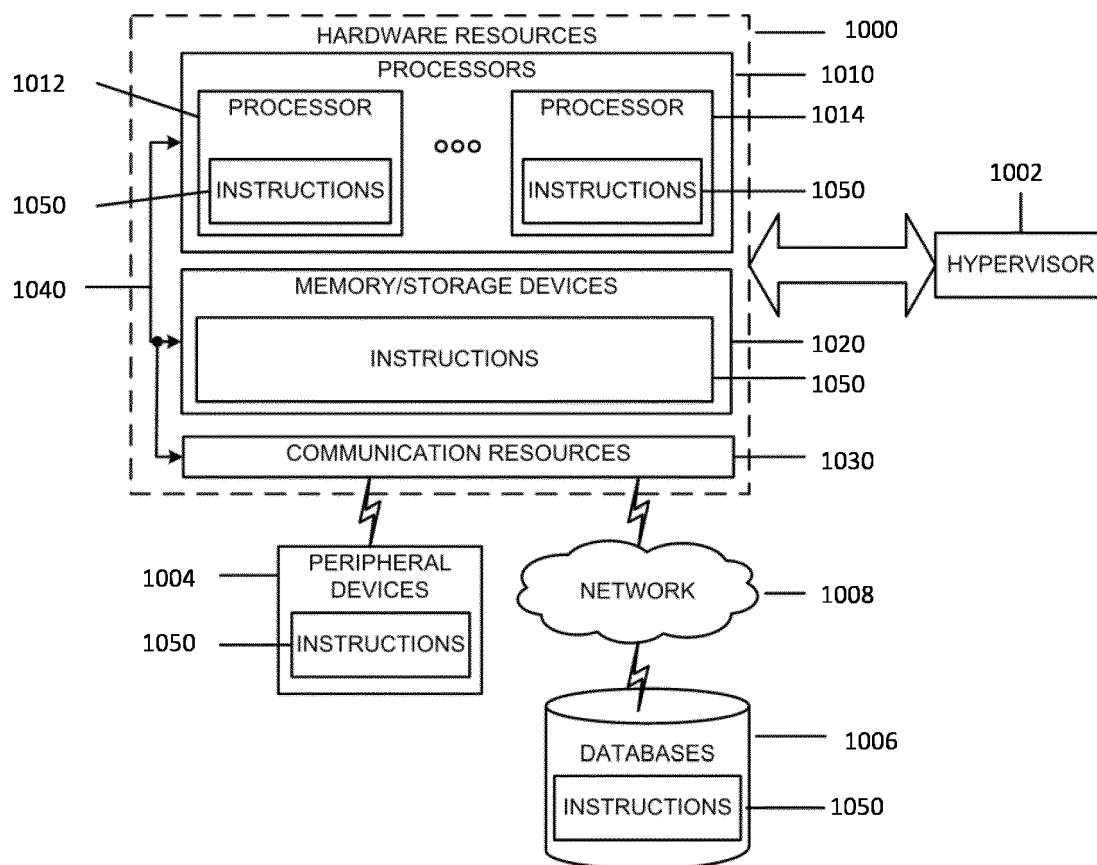 HARDWARE RESOURCES
1000
PROCESSORS
1010
1012
PROCESSOR
PROCESSOR
1014
1050
INSTRUCTIONS
INSTRUCTIONS
1050
1002
HYPERVISOR
1040
MEMORY/STORAGE DEVICES
INSTRUCTIONS
1020
1050
COMMUNICATION RESOURCES
1030
1004
PERIPHERAL
DEVICES
1050
INSTRUCTIONS
NETWORK
1008
DATABASES
1006
INSTRUCTIONS
1050